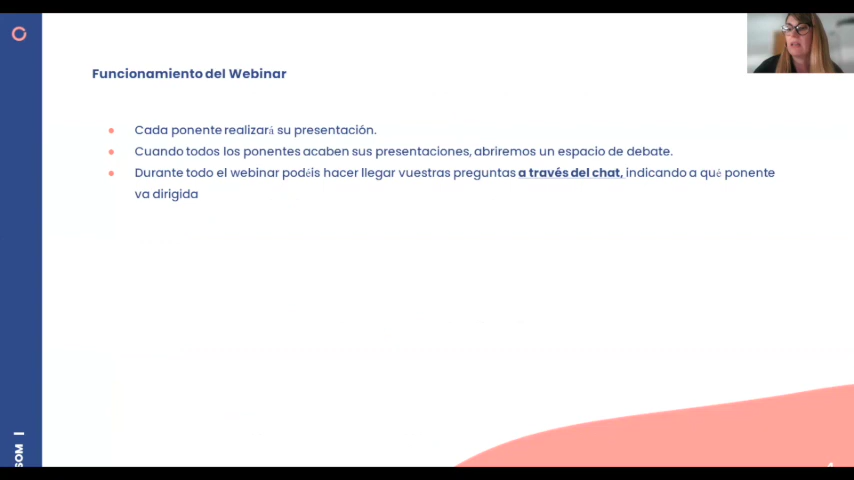 Funcionamiento del Webinar
Cada ponente realizará su presentación.
Cuando todos los ponentes acaben sus presentaciones, abriremos un espacio de debate.
Durante todo el webinar podéis hacer llegar vuestras preguntas a través del chat, indicando a qué ponente
va dirigida
SOM